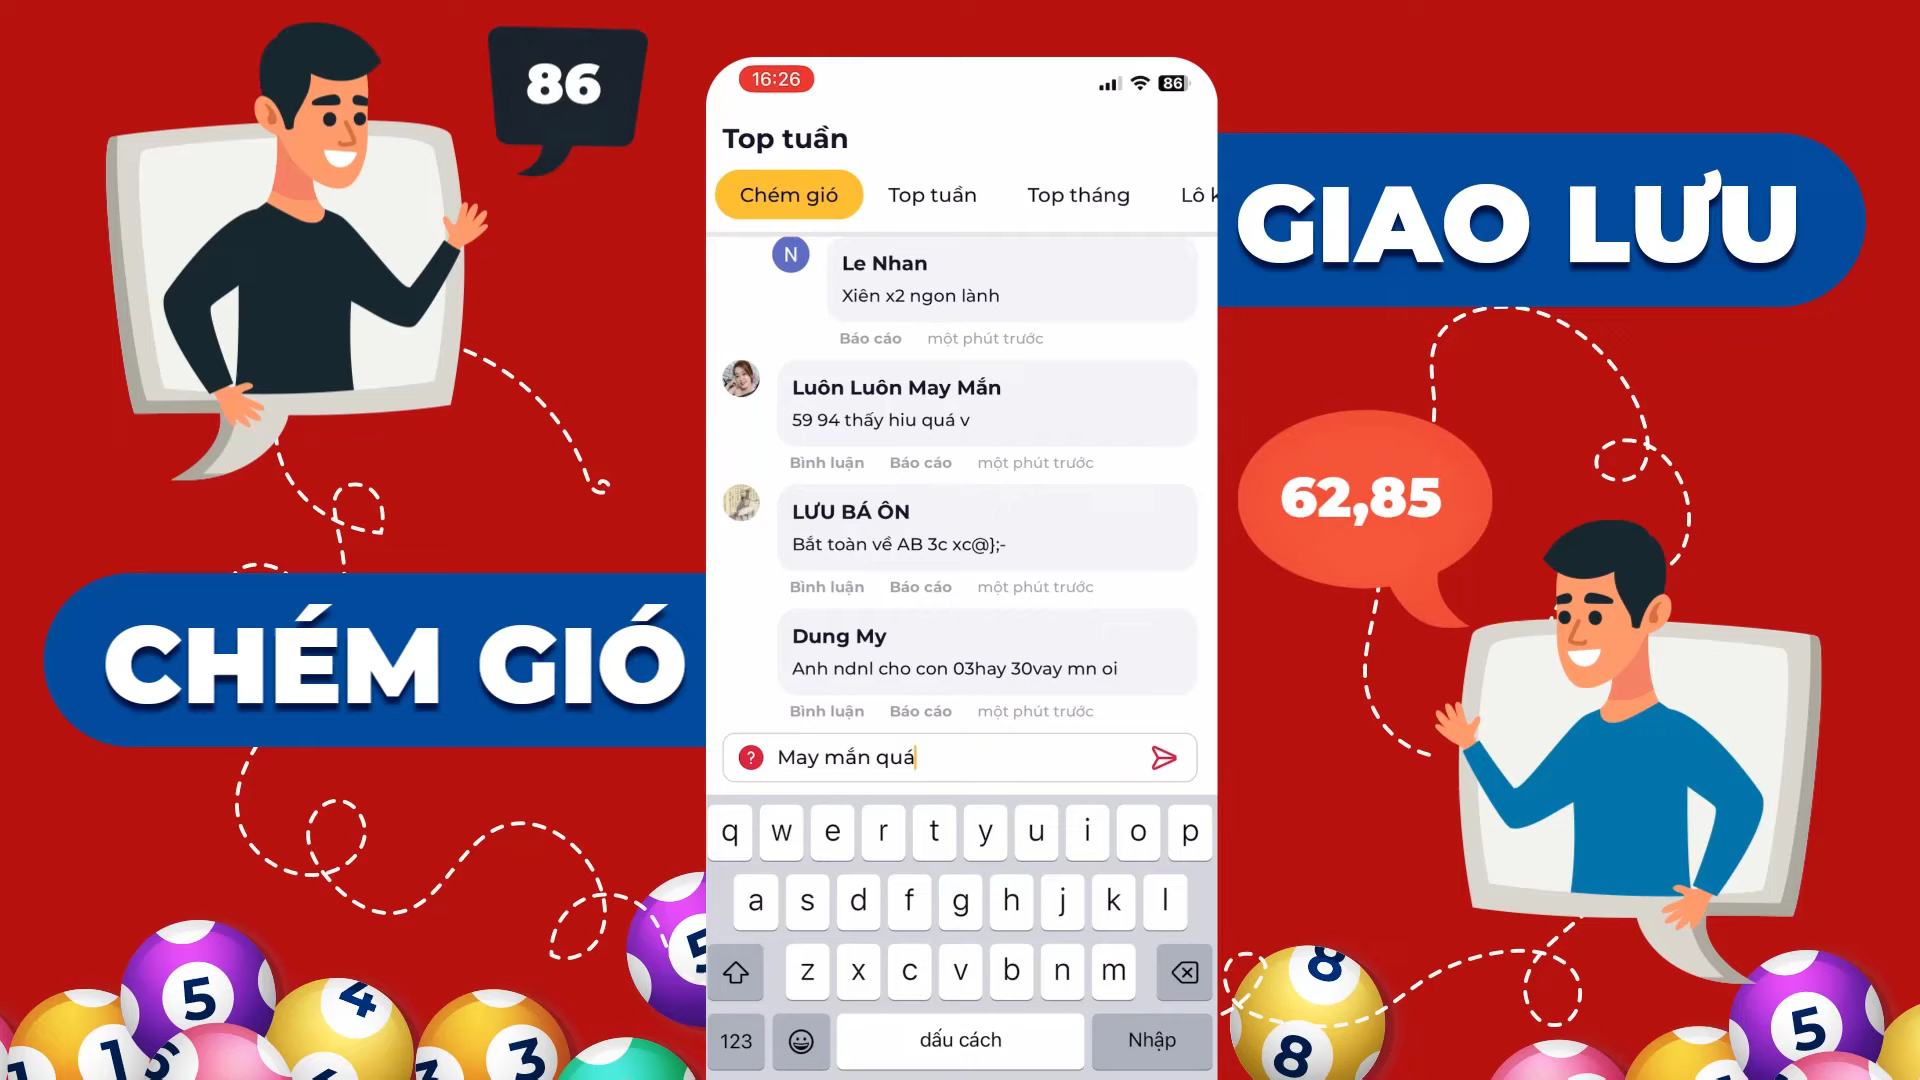 86
16:26
86
Top tuần
Chém gió
Top tuần
Top tháng
Lô k
GIAO LƯU
N
Le Nhan
Xiên x2 ngon lành
Báo cáo
một phút trước
Luôn Luôn May Mắn
59 94 thấy hiu quá v
Bình luận
Báo cáo
một phút trước
LƯU BÁ ÔN
Bắt toàn về AB 3c xc@};-
Bình luận
Báo cáo
một phút trước
62,85
CHÉM GIÓ
Dung My
Anh ndnl cho con 03hay 30vay mn oi
Bình luận
Báo cáo
một phút trước
?
May mắn quá
q w e r t y u i o p
a s d f g h j k l
z x c v b n m
123
dấu cách
Nhập
5
4
5
1
3
5
8
8
5